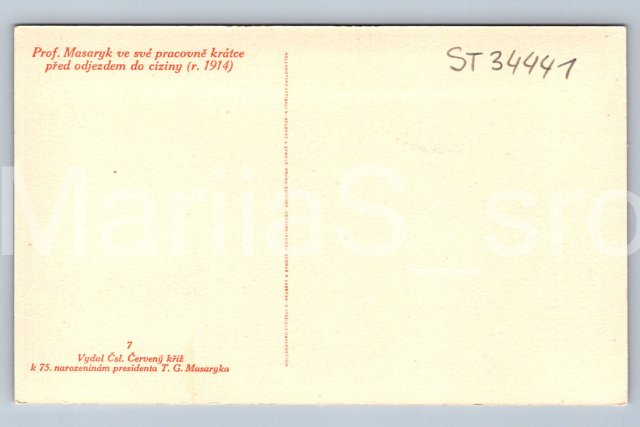 Prof. Masaryk ve své pracovně krátce
před odjezdem do ciziny (r. 1914)
ST 34441
7
Vydal Čsl. Červený kříž
k 75. narozeninám presidenta T. G. Masaryka
MariiaS_sro